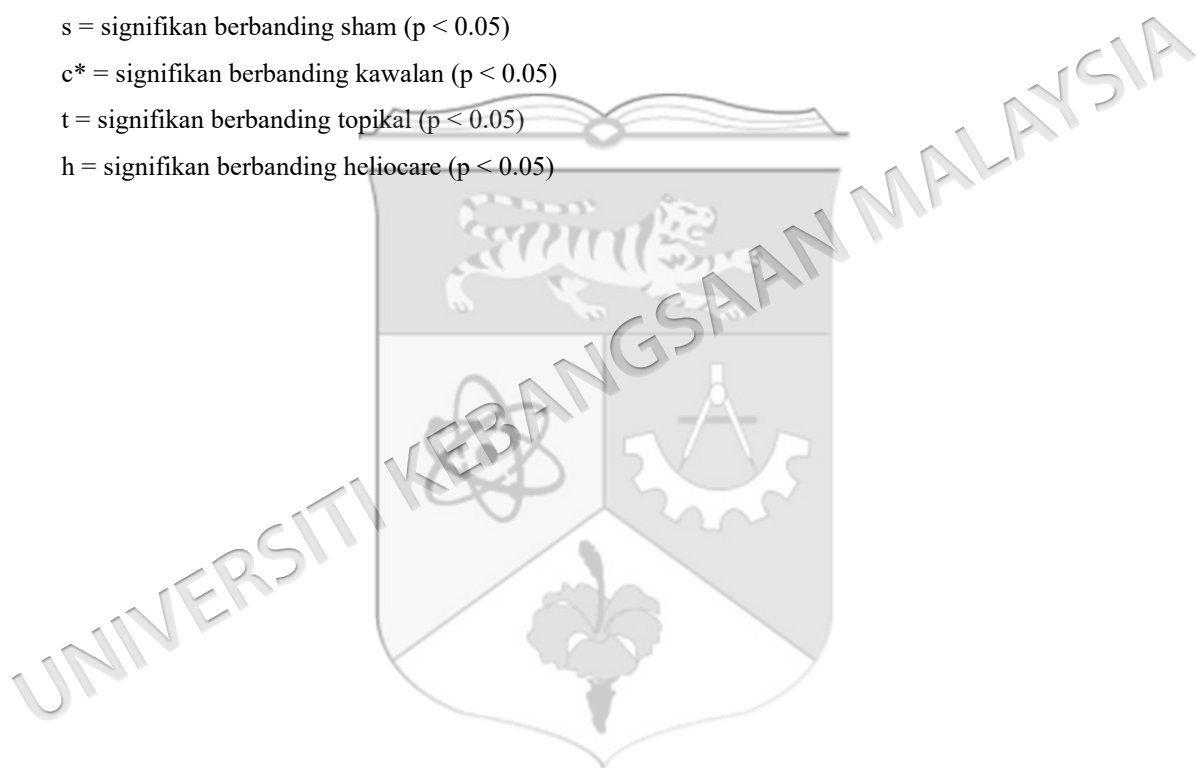 s = signifikan berbanding sham (p < 0.05)
c* = signifikan berbanding kawalan (p < 0.05)
t = signifikan berbanding topikal (p < 0.05)
h = signifikan berbanding heliocare (p < 0.05)
UNIVERSITI KEBANGSAAN MALAYSIA